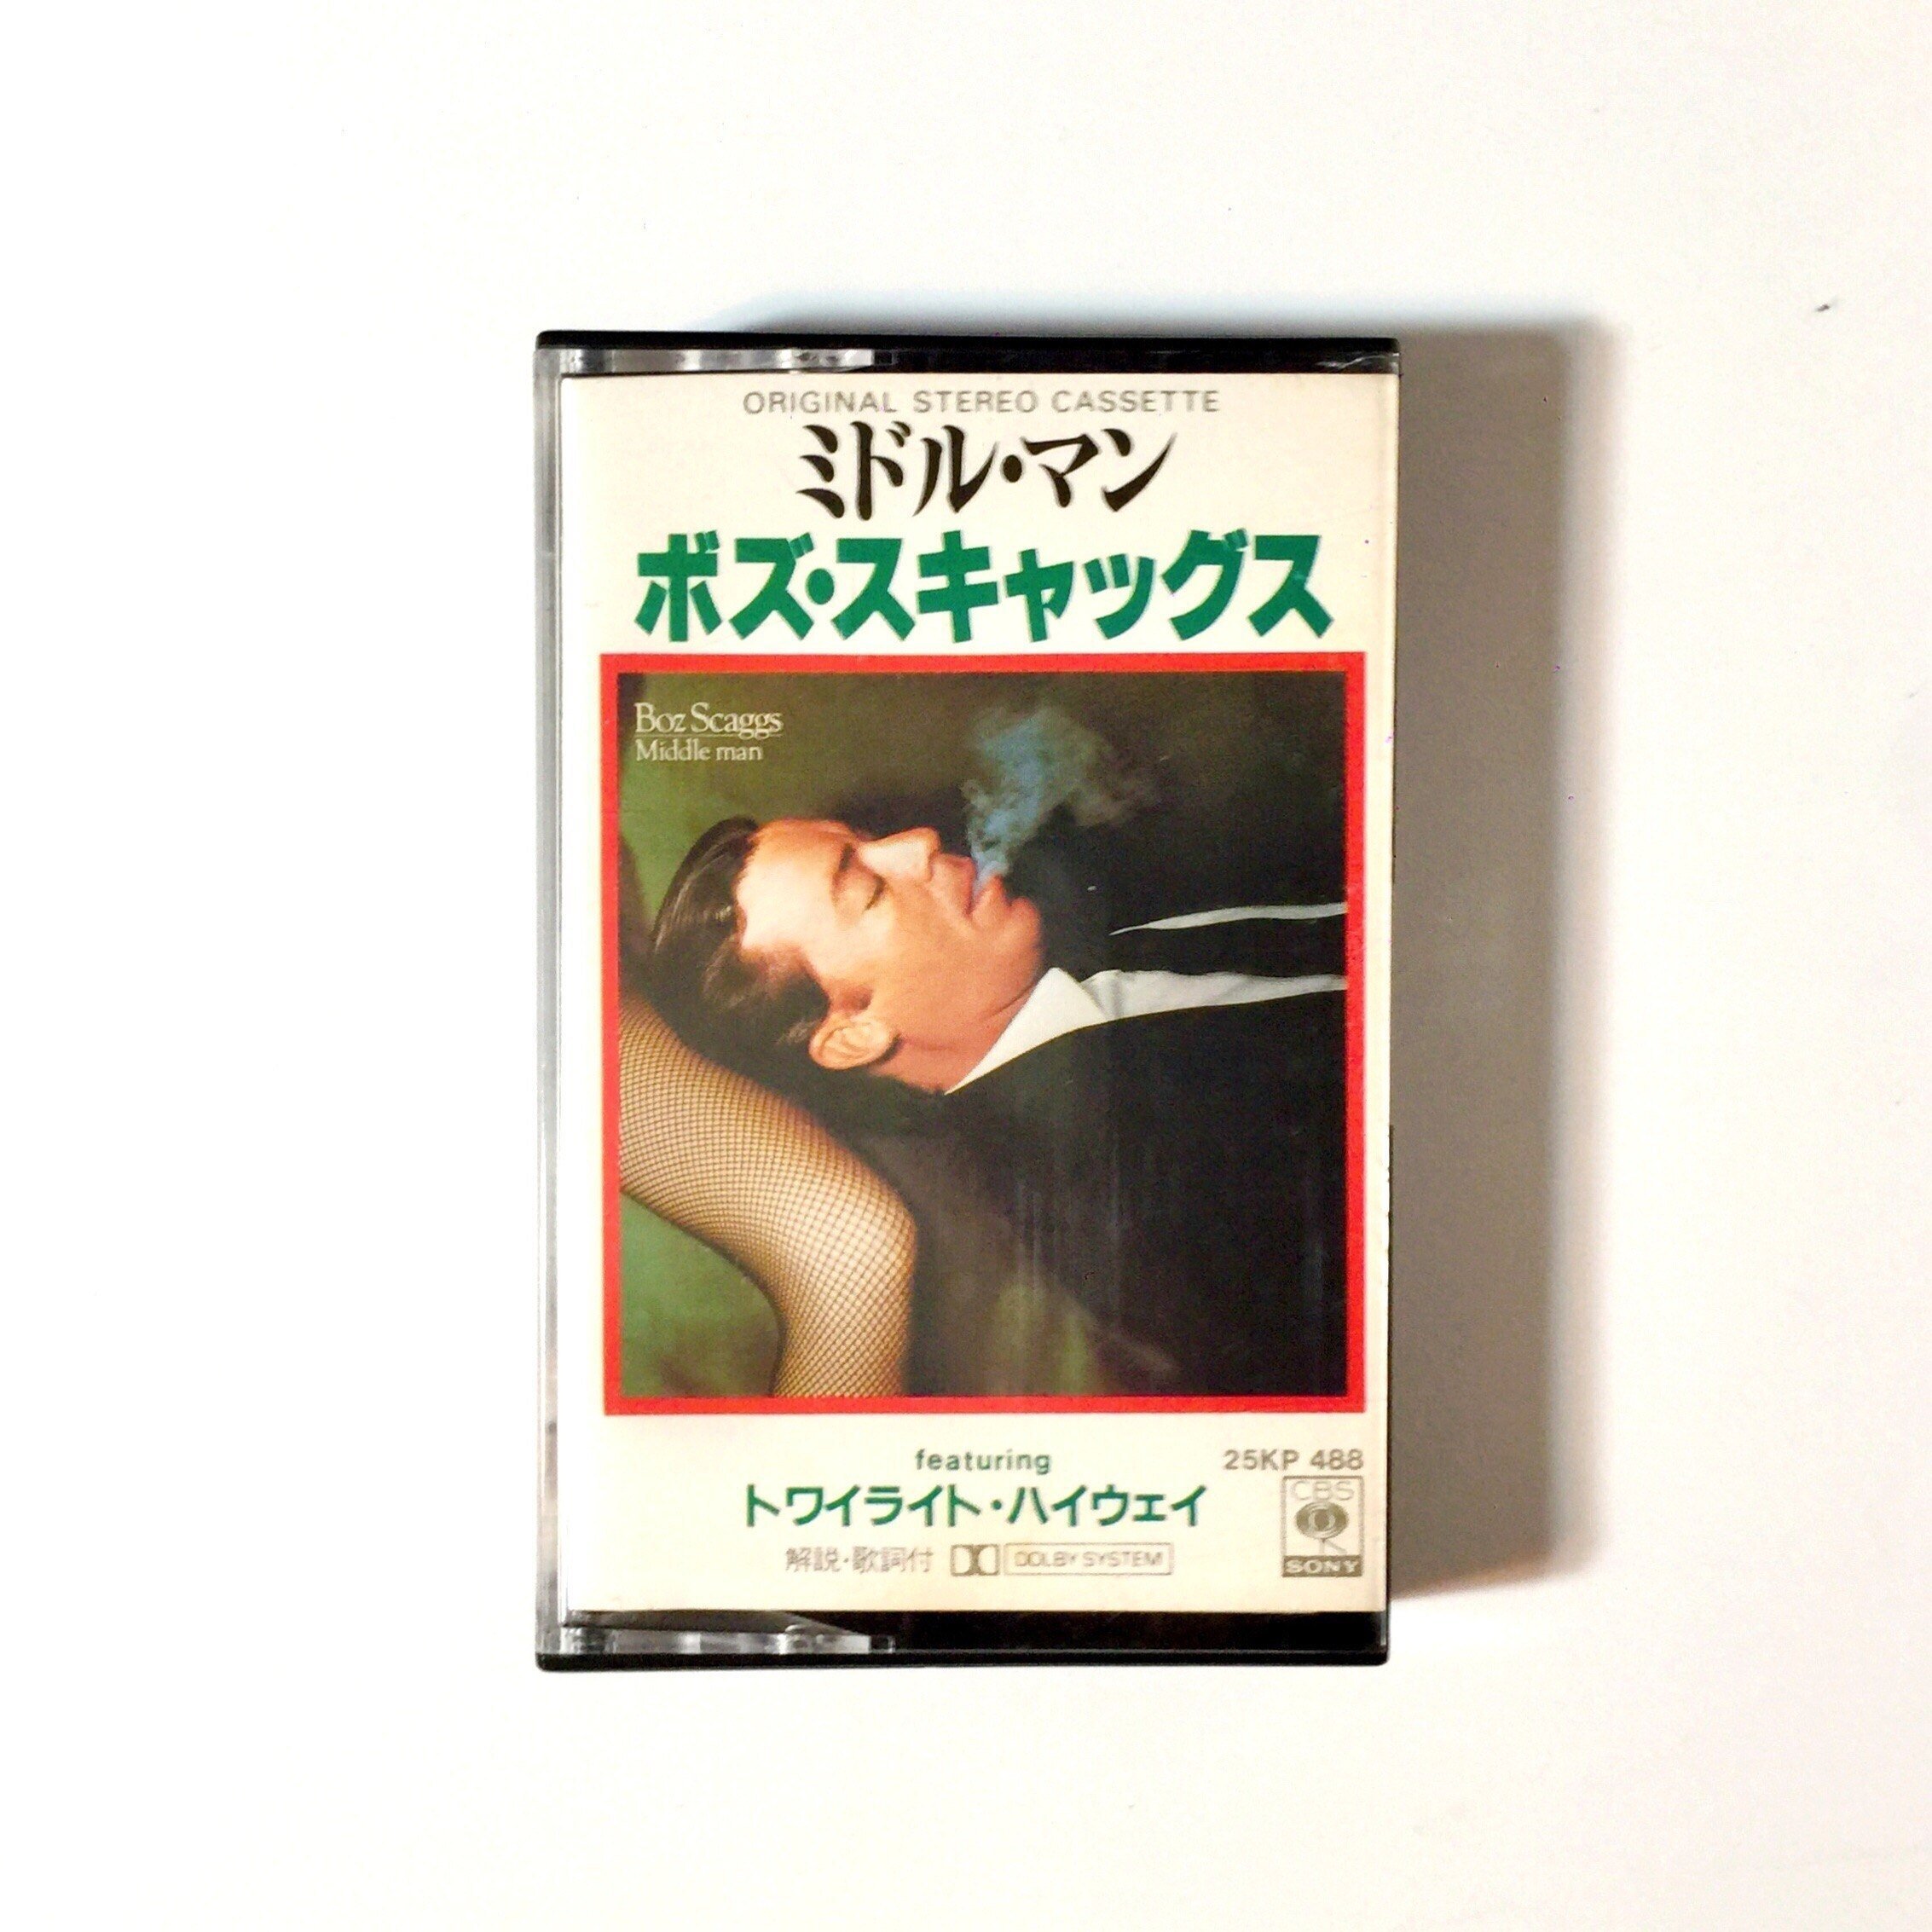 ORIGINAL STEREO CASSETTE
ミドル・マン
ボズ・スキャッグス
Boz Scaggs
Middle man
featuring
トワイライト・ハイウェイ
解説・歌詞付 DOLBY SYSTEM
25KP 488
CBS
SONY